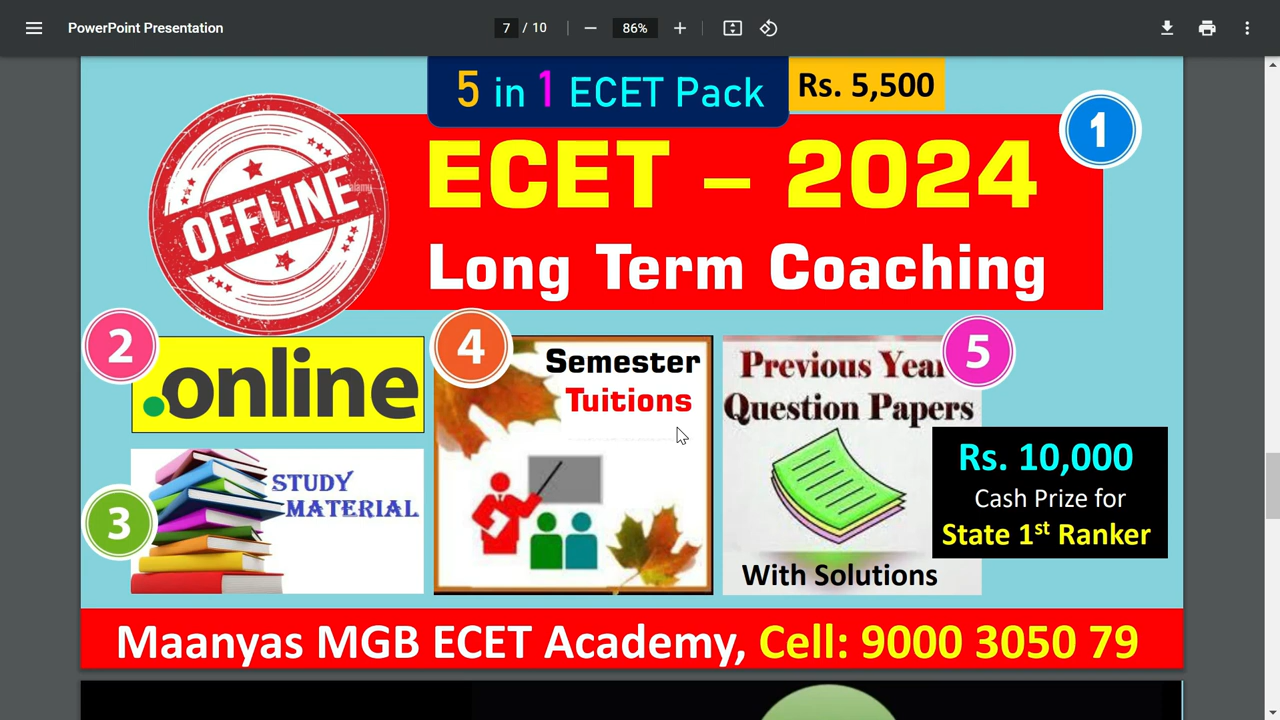 PowerPoint Presentation
7 / 10
86%
5 in 1 ECET Pack
Rs. 5,500
1
OFFLINE
alamy
ECET – 2024
Long Term Coaching
2
.online
3
STUDY
MATERIAL
4
Semester
Tuitions
5
Previous Year
Question Papers
With Solutions
Rs. 10,000
Cash Prize for
State 1st Ranker
Maanyas MGB ECET Academy, Cell: 9000 3050 79